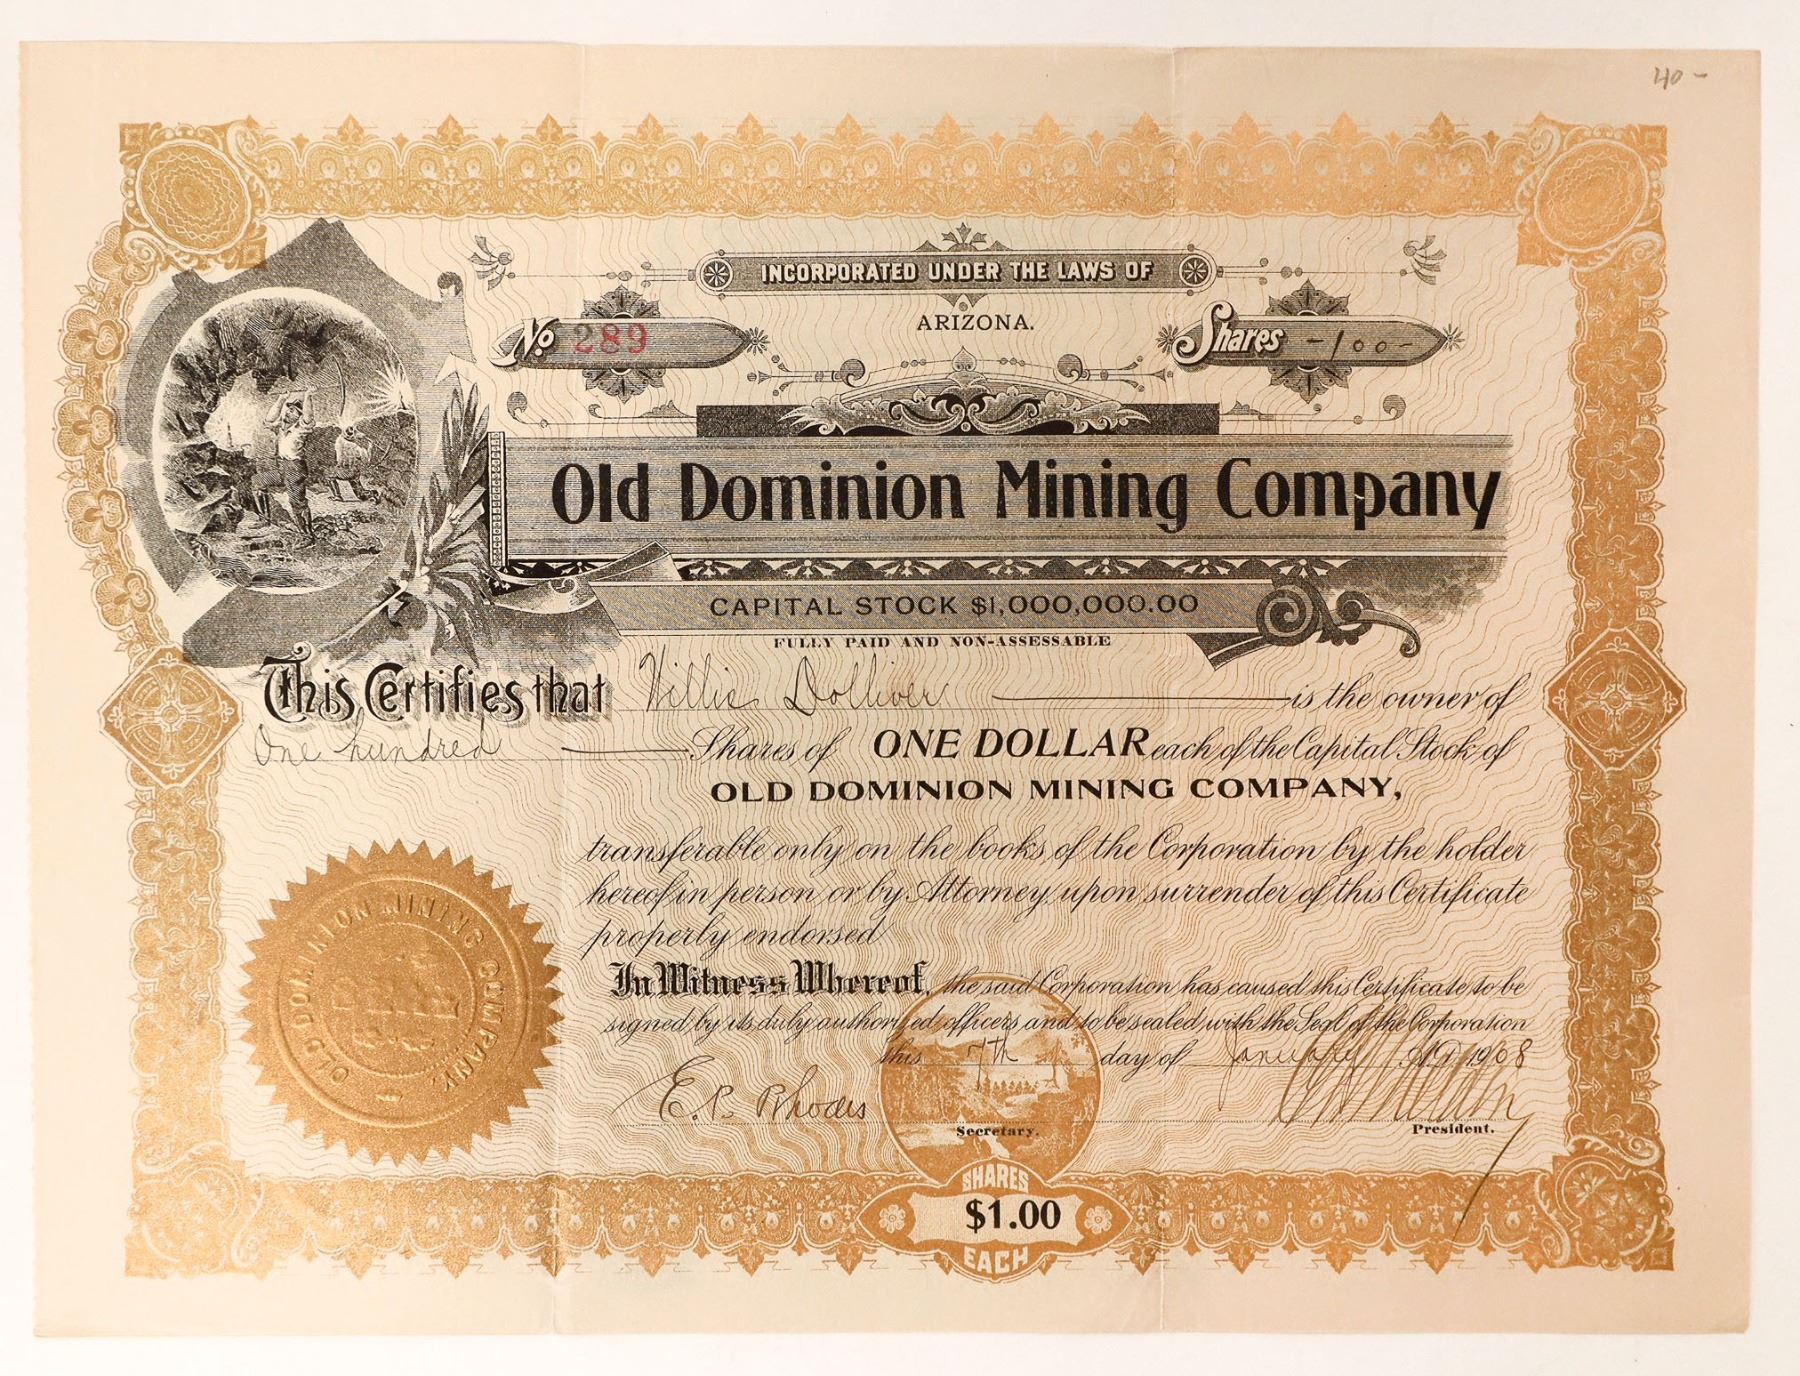 40 -
INCORPORATED UNDER THE LAWS OF
ARIZONA.
No 289
Shares -100-
Old Dominion Mining Company
CAPITAL STOCK $1,000,000.00
FULLY PAID AND NON-ASSESSABLE
This Certifies that Willis Dolliver is the owner of
One hundred Shares of ONE DOLLAR each of the Capital Stock of
OLD DOMINION MINING COMPANY,
transferable only on the books of the Corporation by the holder
hereof in person or by Attorney upon surrender of this Certificate
properly endorsed
In Witness Whereof, the said Corporation has caused this Certificate to be
signed by its duly authorized officers and to be sealed with the Seal of the Corporation
this 7th day of January A.D. 1908
E. P. Rhodes
Secretary.
President.
OLD DOMINION MINING COMPANY.
SHARES
$1.00
EACH